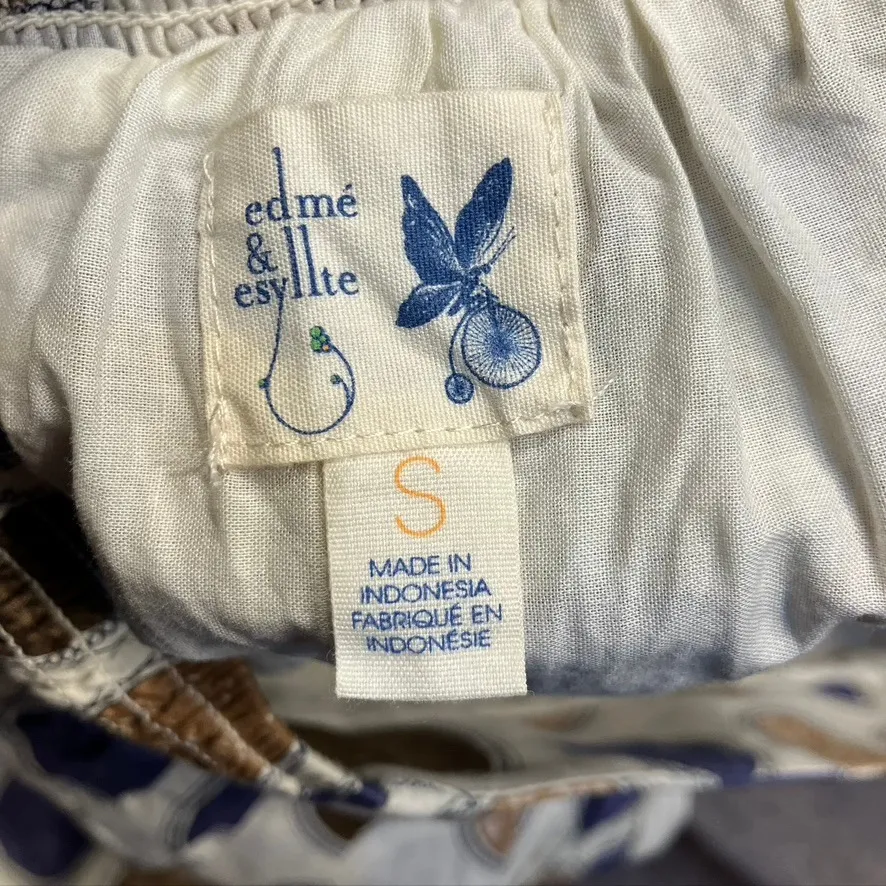 edmé
&
esyllte
S
MADE IN
INDONESIA
FABRIQUÉ EN
INDONÉSIE